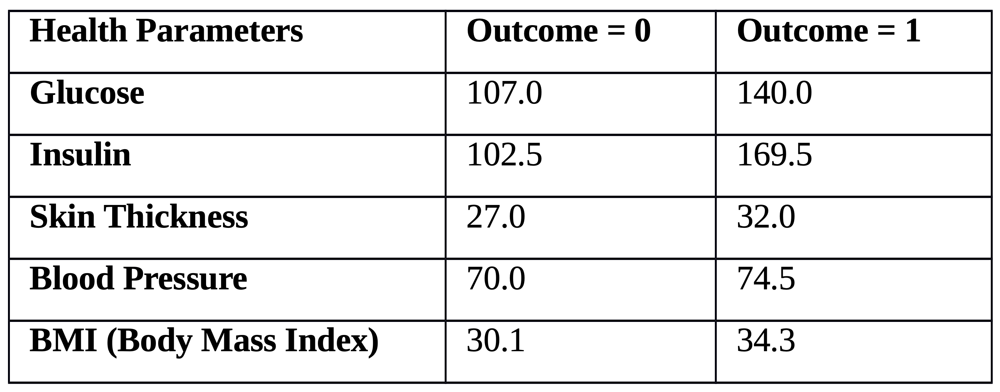 Health Parameters Outcome = 0 Outcome = 1
Glucose 107.0 140.0
Insulin 102.5 169.5
Skin Thickness 27.0 32.0
Blood Pressure 70.0 74.5
BMI (Body Mass Index) 30.1 34.3